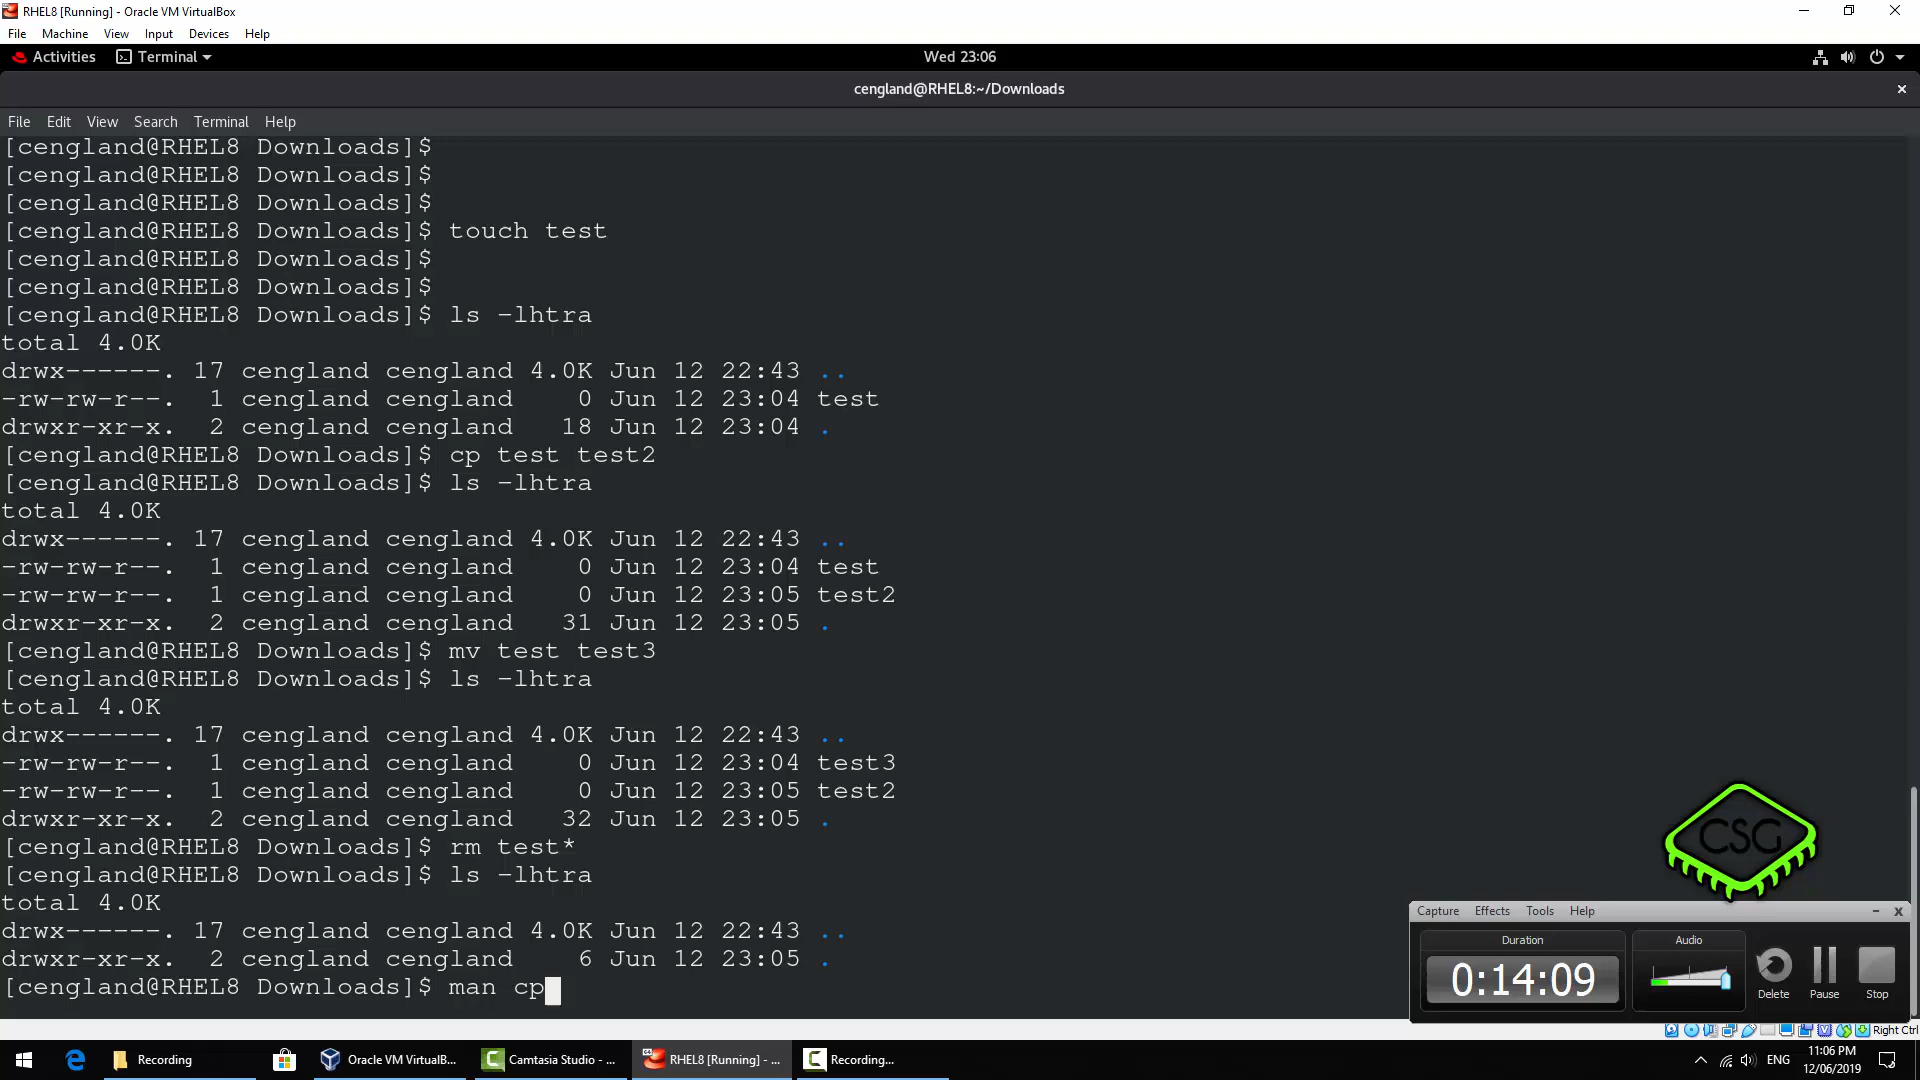 RHEL8 [Running] - Oracle VM VirtualBox
File Machine View Input Devices Help
Activities Terminal Wed 23:06
cengland@RHEL8:~/Downloads
File Edit View Search Terminal Help
[cengland@RHEL8 Downloads]$
[cengland@RHEL8 Downloads]$
[cengland@RHEL8 Downloads]$
[cengland@RHEL8 Downloads]$ touch test
[cengland@RHEL8 Downloads]$
[cengland@RHEL8 Downloads]$
[cengland@RHEL8 Downloads]$ ls -lhtra
total 4.0K
drwx------. 17 cengland cengland 4.0K Jun 12 22:43 ..
-rw-rw-r--. 1 cengland cengland 0 Jun 12 23:04 test
drwxr-xr-x. 2 cengland cengland 18 Jun 12 23:04 .
[cengland@RHEL8 Downloads]$ cp test test2
[cengland@RHEL8 Downloads]$ ls -lhtra
total 4.0K
drwx------. 17 cengland cengland 4.0K Jun 12 22:43 ..
-rw-rw-r--. 1 cengland cengland 0 Jun 12 23:04 test
-rw-rw-r--. 1 cengland cengland 0 Jun 12 23:05 test2
drwxr-xr-x. 2 cengland cengland 31 Jun 12 23:05 .
[cengland@RHEL8 Downloads]$ mv test test3
[cengland@RHEL8 Downloads]$ ls -lhtra
total 4.0K
drwx------. 17 cengland cengland 4.0K Jun 12 22:43 ..
-rw-rw-r--. 1 cengland cengland 0 Jun 12 23:04 test3
-rw-rw-r--. 1 cengland cengland 0 Jun 12 23:05 test2
drwxr-xr-x. 2 cengland cengland 32 Jun 12 23:05 .
[cengland@RHEL8 Downloads]$ rm test*
[cengland@RHEL8 Downloads]$ ls -lhtra
total 4.0K
drwx------. 17 cengland cengland 4.0K Jun 12 22:43 ..
drwxr-xr-x. 2 cengland cengland 6 Jun 12 23:05 .
[cengland@RHEL8 Downloads]$ man cp
CSG
Capture Effects Tools Help
Duration Audio
0:14:09
Delete Pause Stop
Right Ctrl
Recording Oracle VM VirtualB... Camtasia Studio - ... RHEL8 [Running] - ... Recording... ENG
11:06 PM
12/06/2019